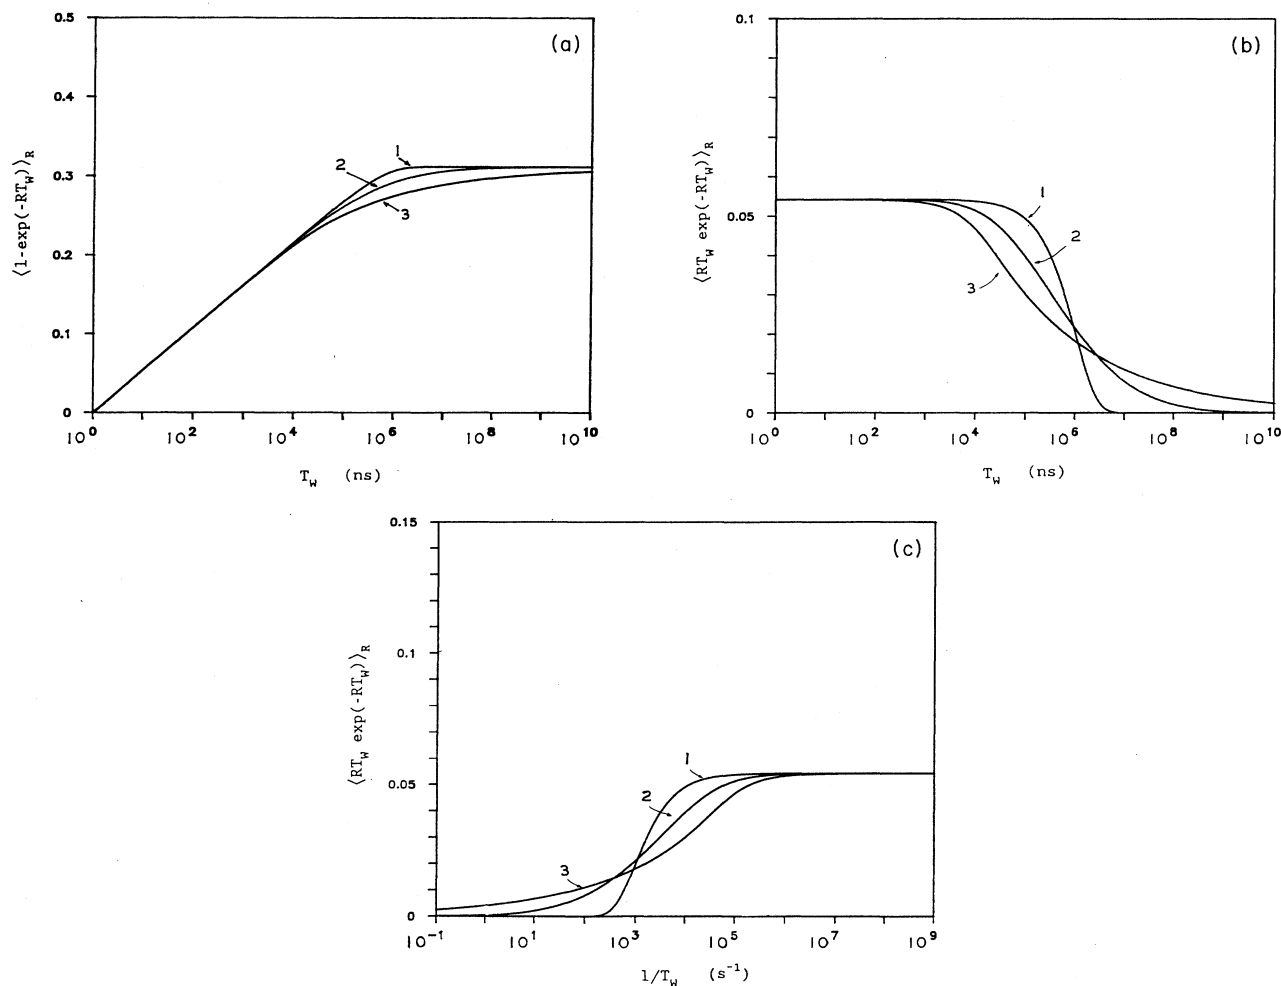 (a)
0.5
0.4
0.3
0.2
0.1
0
⟨1-exp(-RT_W)⟩_R
1
2
3
10^0 10^2 10^4 10^6 10^8 10^10
T_W (ns)
(b)
0.1
0.05
0
⟨RT_W exp(-RT_W)⟩_R
1
2
3
10^0 10^2 10^4 10^6 10^8 10^10
T_W (ns)
(c)
0.15
0.1
0.05
0
⟨RT_W exp(-RT_W)⟩_R
1
2
3
10^-1 10^1 10^3 10^5 10^7 10^9
1/T_W (s^-1)